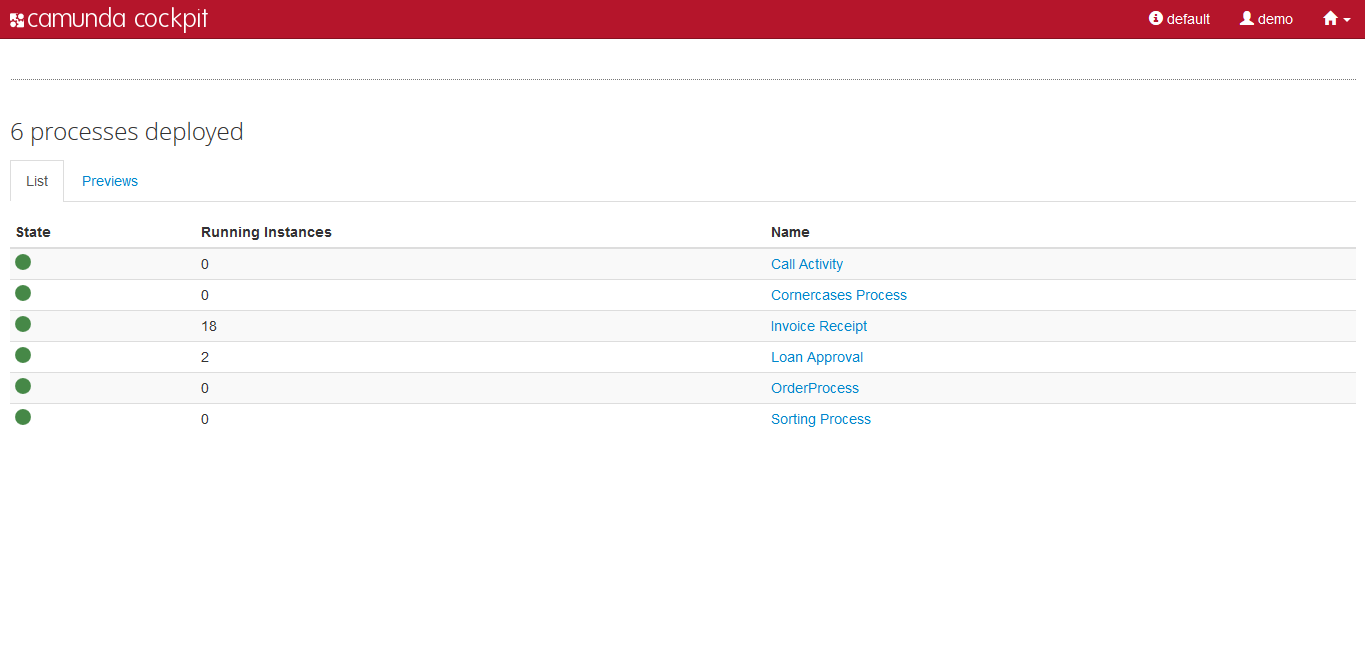 camunda cockpit default demo
6 processes deployed
List Previews
State Running Instances Name
0 Call Activity
0 Cornercases Process
18 Invoice Receipt
2 Loan Approval
0 OrderProcess
0 Sorting Process